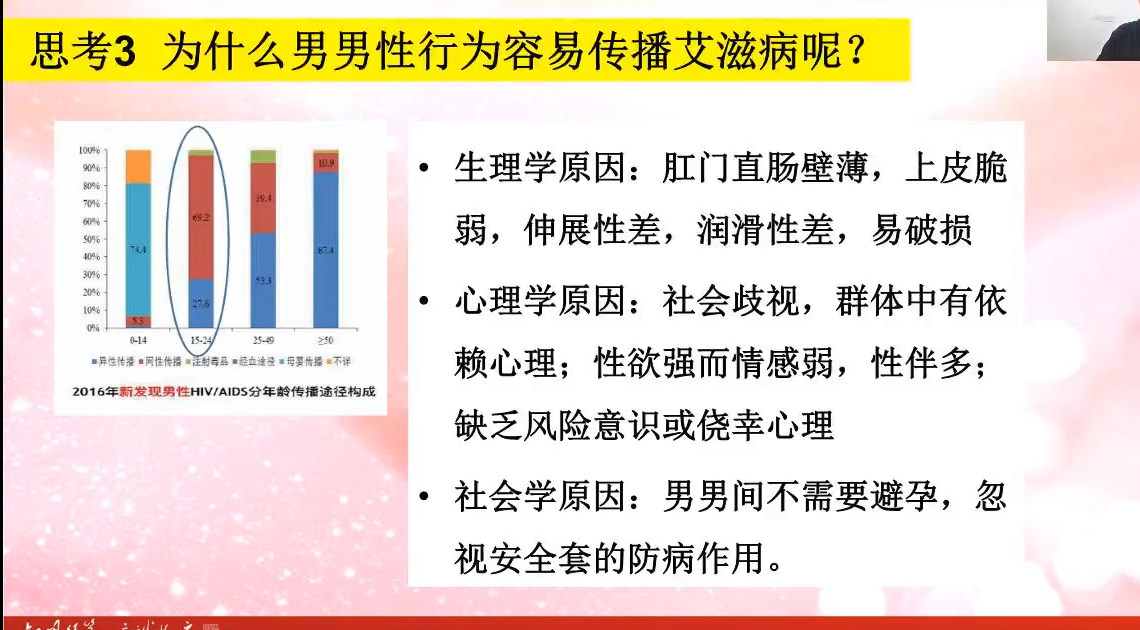 思考3 为什么男男性行为容易传播艾滋病呢？
100%
90%
80%
70%
60%
50%
40%
30%
20%
10%
0%
74.4
5.3
69.2
27.6
39.4
53.3
10.9
87.4
0-14 15-24 25-49 ≥50
异性传播 同性传播 注射毒品 经血途径 母婴传播 不详
2016年新发现男性HIV/AIDS分年龄传播途径构成
• 生理学原因：肛门直肠壁薄，上皮脆
弱，伸展性差，润滑性差，易破损
• 心理学原因：社会歧视，群体中有依
赖心理；性欲强而情感弱，性伴多；
缺乏风险意识或侥幸心理
• 社会学原因：男男间不需要避孕，忽
视安全套的防病作用。